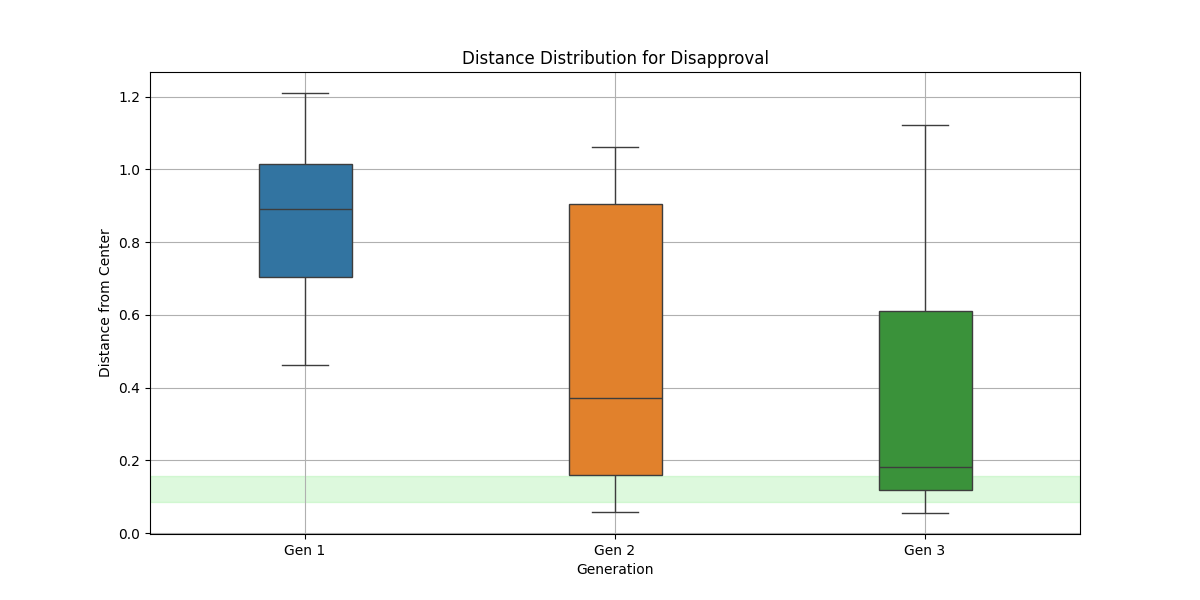 Distance Distribution for Disapproval
Distance from Center
1.2
1.0
0.8
0.6
0.4
0.2
0.0
Gen 1
Gen 2
Gen 3
Generation